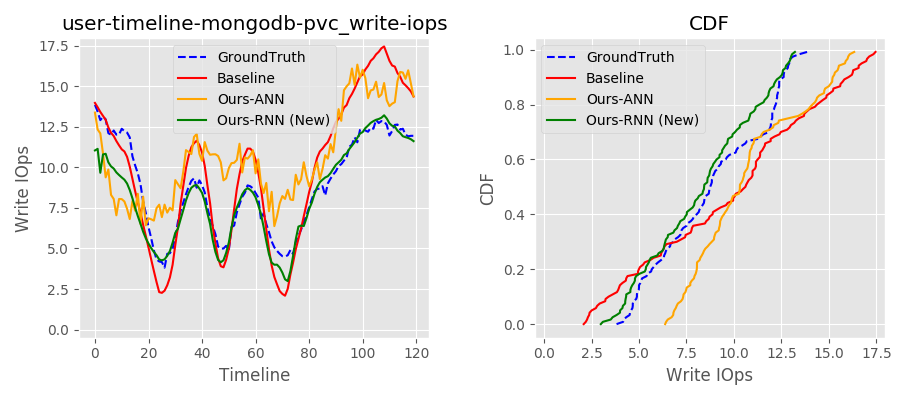 user-timeline-mongodb-pvc_write-iops
Write IOps
17.5
15.0
12.5
10.0
7.5
5.0
2.5
0.0
GroundTruth
Baseline
Ours-ANN
Ours-RNN (New)
0 20 40 60 80 100 120
Timeline
CDF
CDF
1.0
0.8
0.6
0.4
0.2
0.0
GroundTruth
Baseline
Ours-ANN
Ours-RNN (New)
0.0 2.5 5.0 7.5 10.0 12.5 15.0 17.5
Write IOps